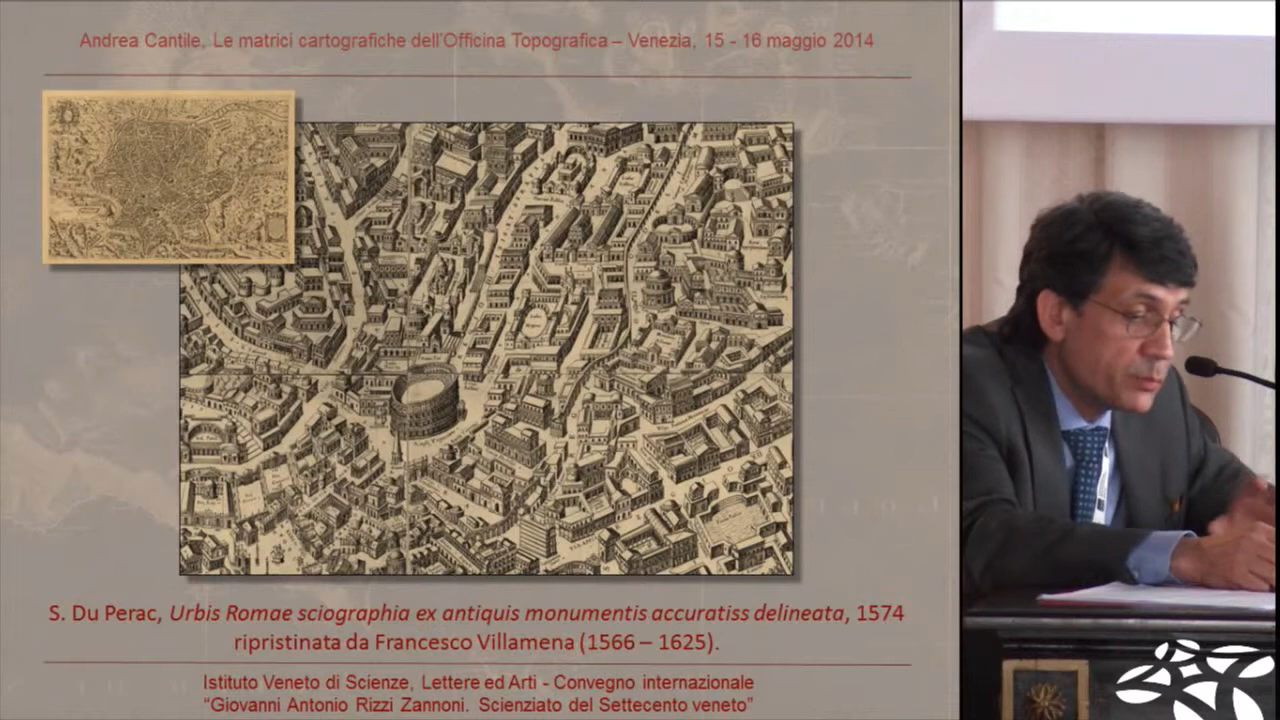 Andrea Cantile, Le matrici cartografiche dell'Officina Topografica – Venezia, 15 - 16 maggio 2014
S. Du Perac, Urbis Romae sciographia ex antiquis monumentis accuratiss delineata, 1574
ripristinata da Francesco Villamena (1566 – 1625).
Istituto Veneto di Scienze, Lettere ed Arti - Convegno internazionale
“Giovanni Antonio Rizzi Zannoni. Scienziato del Settecento veneto”